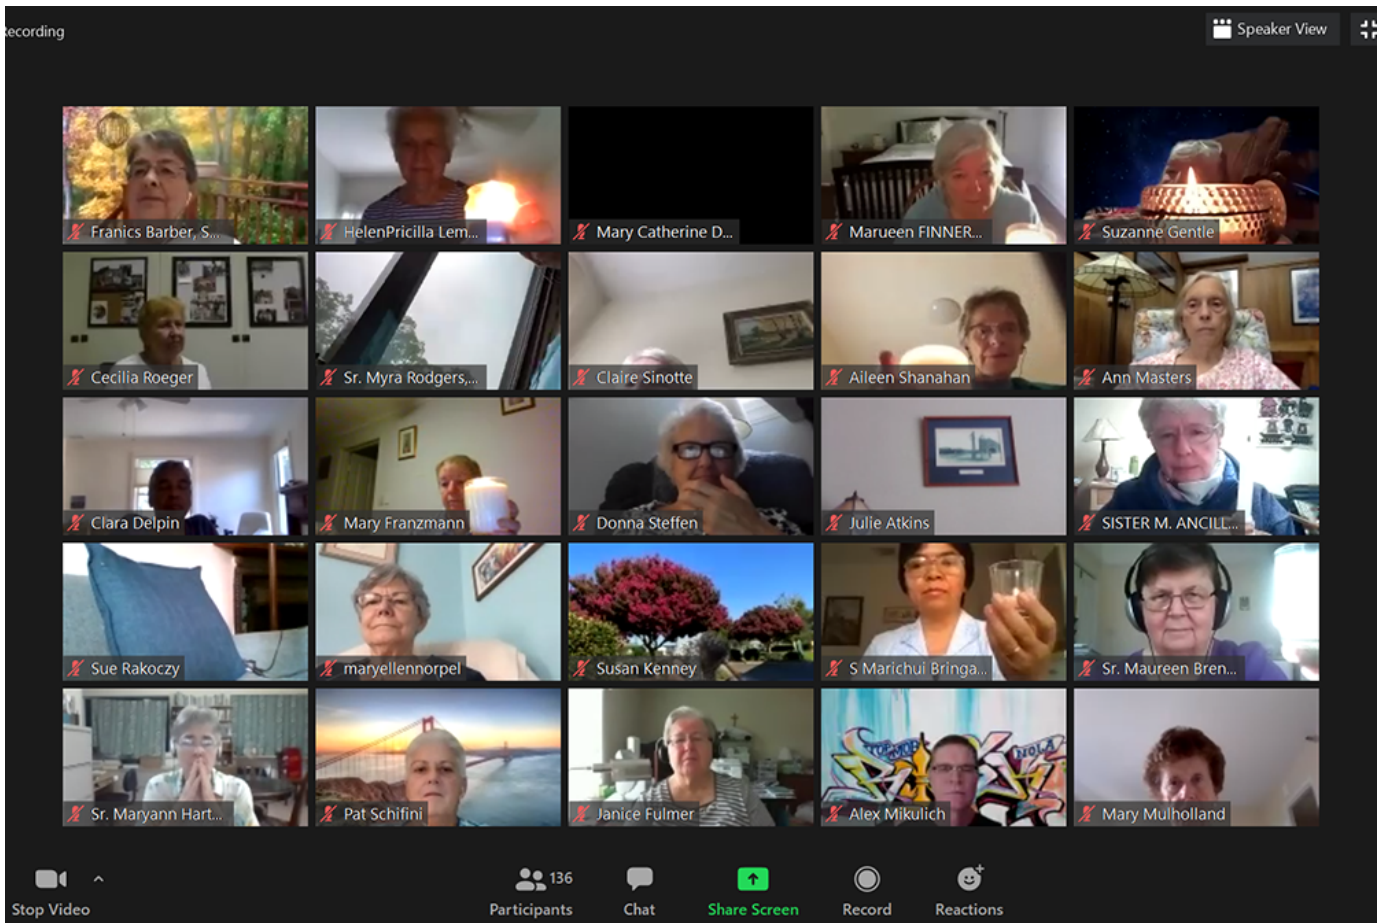 Recording
Speaker View
Franics Barber, S...
HelenPricilla Lem...
Mary Catherine D...
Marueen FINNER...
Suzanne Gentle
Cecilia Roeger
Sr. Myra Rodgers,...
Claire Sinotte
Aileen Shanahan
Ann Masters
Clara Delpin
Mary Franzmann
Donna Steffen
Julie Atkins
SISTER M. ANCILL...
Sue Rakoczy
maryellennorpel
Susan Kenney
S Marichui Bringa...
Sr. Maureen Bren...
Sr. Maryann Hart...
Pat Schifini
Janice Fulmer
NOLA
Alex Mikulich
Mary Mulholland
Stop Video
136
Participants
Chat
Share Screen
Record
Reactions